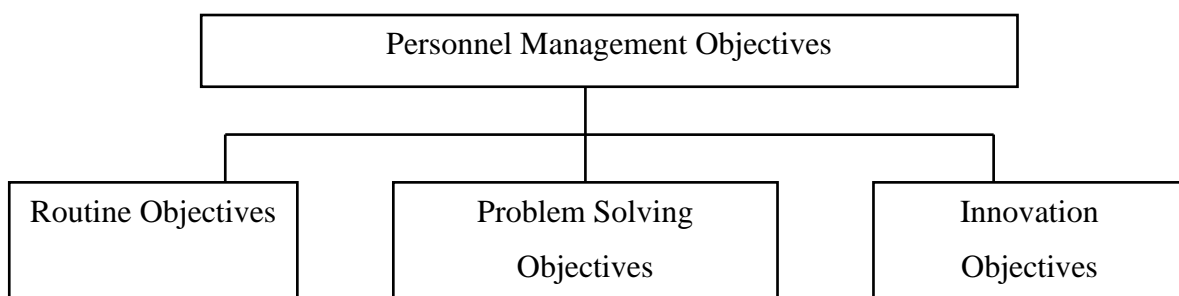 Personnel Management Objectives
Routine Objectives
Problem Solving
Objectives
Innovation
Objectives